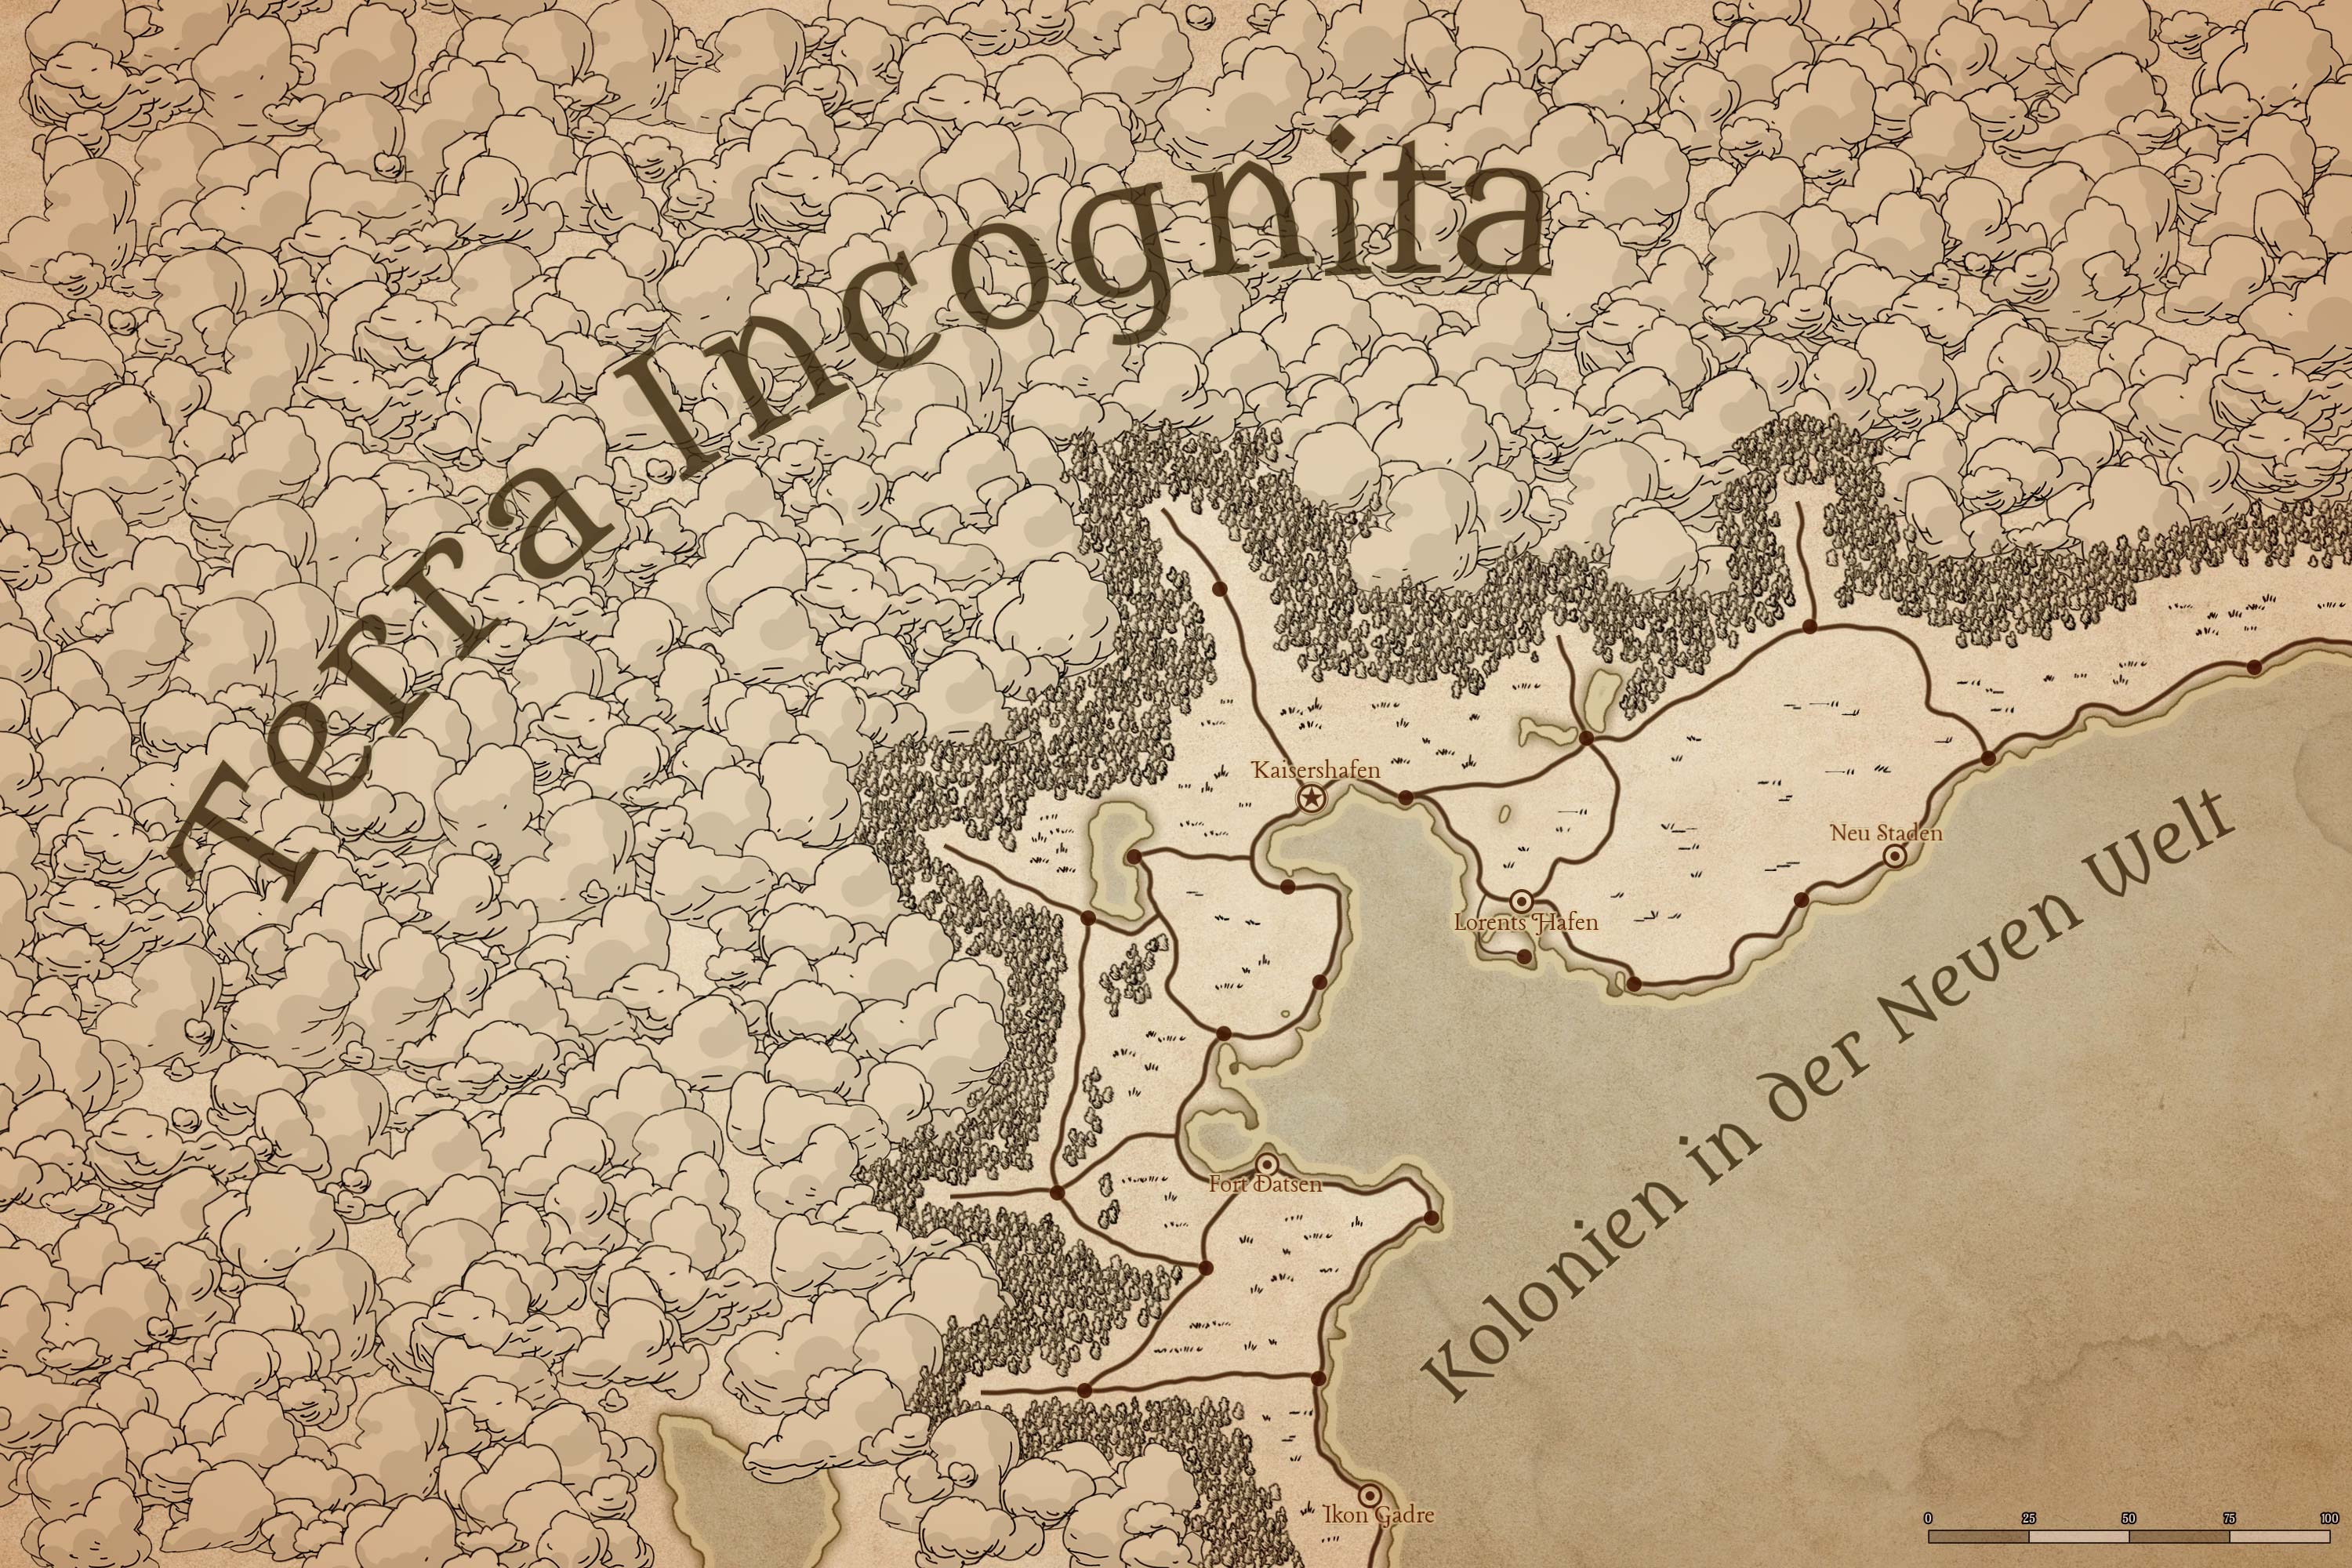 Terra Incognita
Kaisershafen
Neu Staden
Lorents Hafen
Kolonien in der Neuen Welt
Fort Datsen
Ikon Gadre
0 25 50 75 100